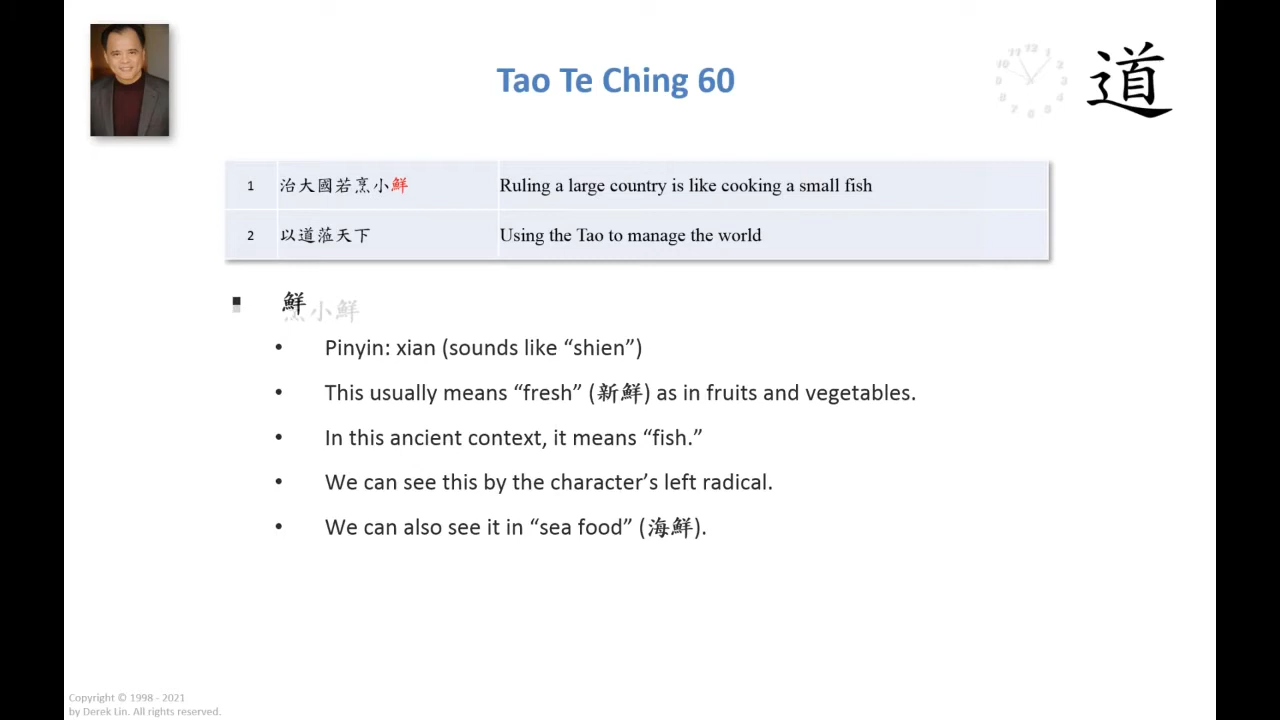 Tao Te Ching 60
道
1 治大國若烹小鮮 Ruling a large country is like cooking a small fish
2 以道蒞天下 Using the Tao to manage the world
▪ 鮮
烹小鮮
• Pinyin: xian (sounds like “shien”)
• This usually means “fresh” (新鮮) as in fruits and vegetables.
• In this ancient context, it means “fish.”
• We can see this by the character’s left radical.
• We can also see it in “sea food” (海鮮).
Copyright © 1998 - 2021
by Derek Lin. All rights reserved.